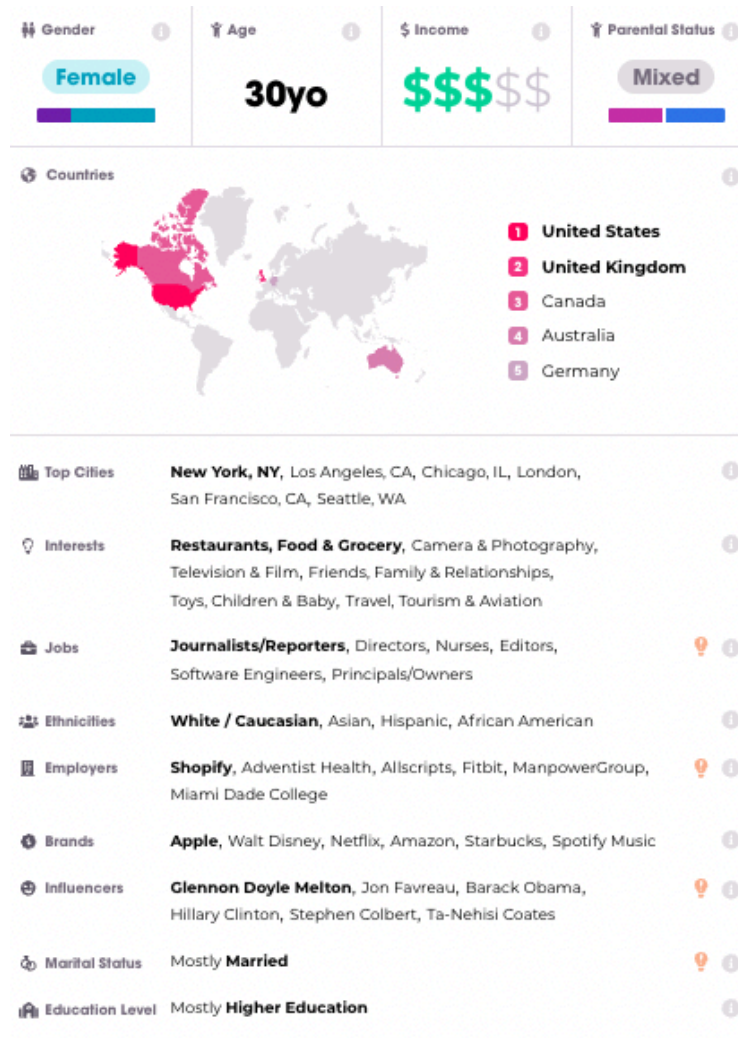 Gender
Age
$ Income
Parental Status
Female
30yo
$$$$$
Mixed
Countries
1 United States
2 United Kingdom
3 Canada
4 Australia
5 Germany
Top Cities
New York, NY, Los Angeles, CA, Chicago, IL, London,
San Francisco, CA, Seattle, WA
Interests
Restaurants, Food & Grocery, Camera & Photography,
Television & Film, Friends, Family & Relationships,
Toys, Children & Baby, Travel, Tourism & Aviation
Jobs
Journalists/Reporters, Directors, Nurses, Editors,
Software Engineers, Principals/Owners
Ethnicities
White / Caucasian, Asian, Hispanic, African American
Employers
Shopify, Adventist Health, Allscripts, Fitbit, ManpowerGroup,
Miami Dade College
Brands
Apple, Walt Disney, Netflix, Amazon, Starbucks, Spotify Music
Influencers
Glennon Doyle Melton, Jon Favreau, Barack Obama,
Hillary Clinton, Stephen Colbert, Ta-Nehisi Coates
Marital Status
Mostly Married
Education Level
Mostly Higher Education